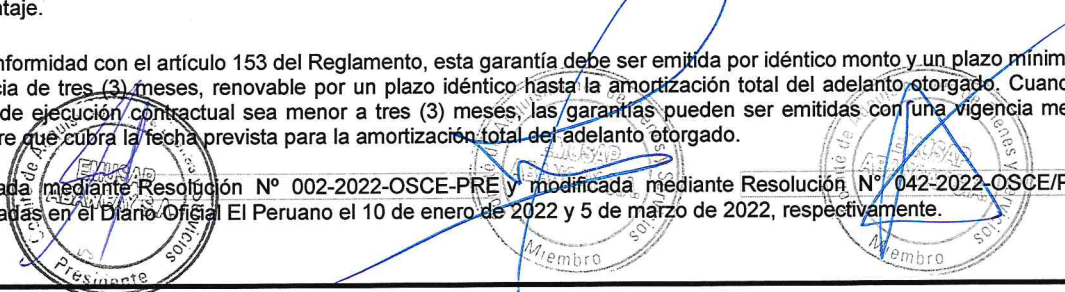 ntaje.
nformidad con el artículo 153 del Reglamento, esta garantía debe ser emitida por idéntico monto y un plazo mínim
cia de tres (3) meses, renovable por un plazo idéntico hasta la amortización total del adelanto otorgado. Cuand
de ejecución contractual sea menor a tres (3) meses, las garantías pueden ser emitidas con una vigencia me
re que cubra la fecha prevista para la amortización total del adelanto otorgado.
ada mediante Resolución Nº 002-2022-OSCE-PRE y modificada mediante Resolución N° 042-2022-OSCE/P
adas en el Diario Oficial El Peruano el 10 de enero de 2022 y 5 de marzo de 2022, respectivamente.
Presidente
Miembro
Servicios
Miembro